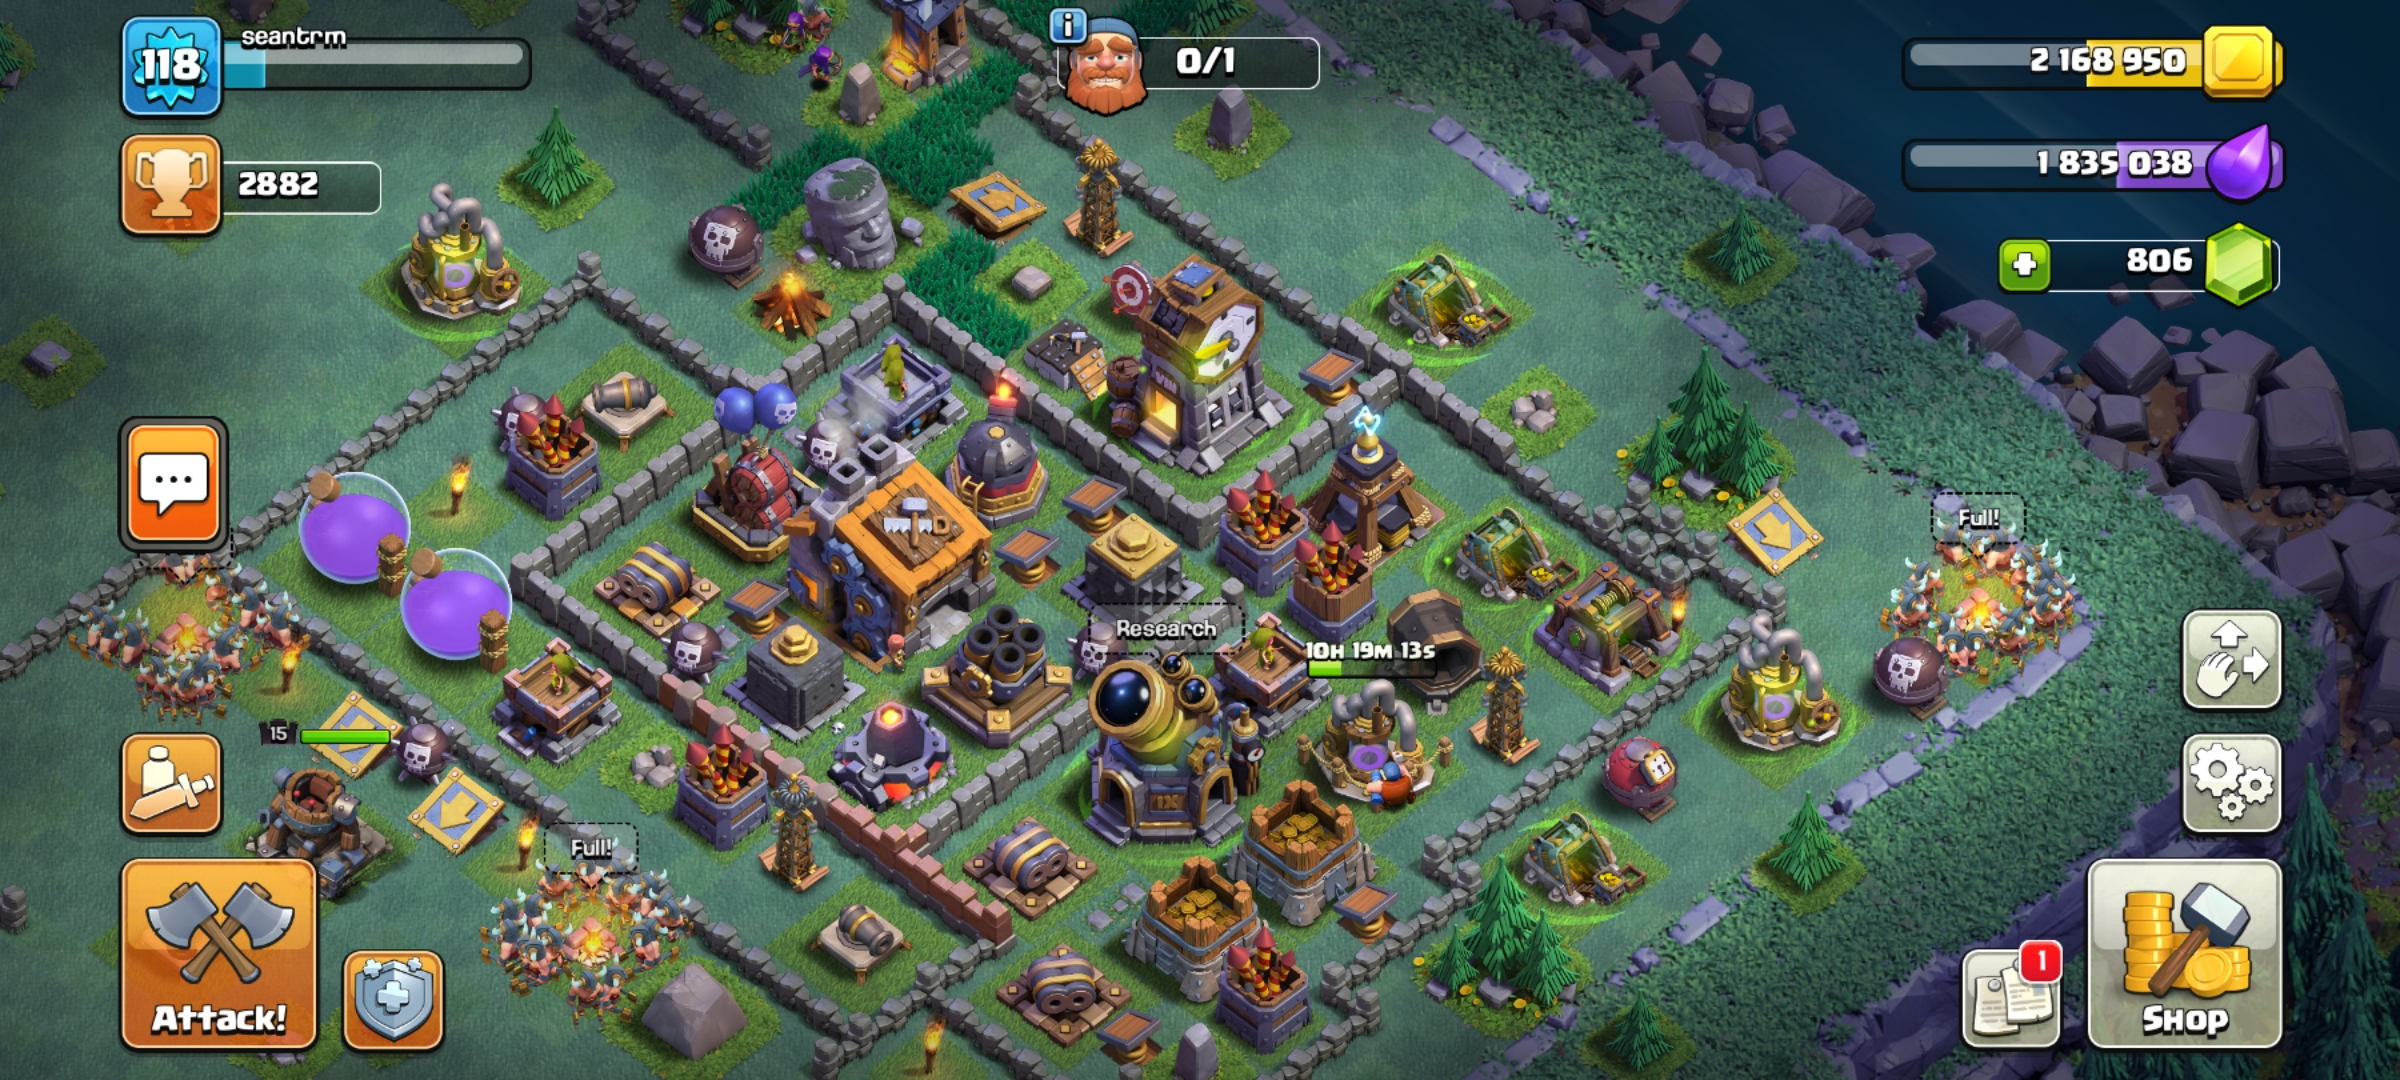 118
seantrm
i
0/1
2 168 950
2882
1 835 038
806
Full!
Research
10H 19M 13s
15
Full!
Attack!
1
Shop